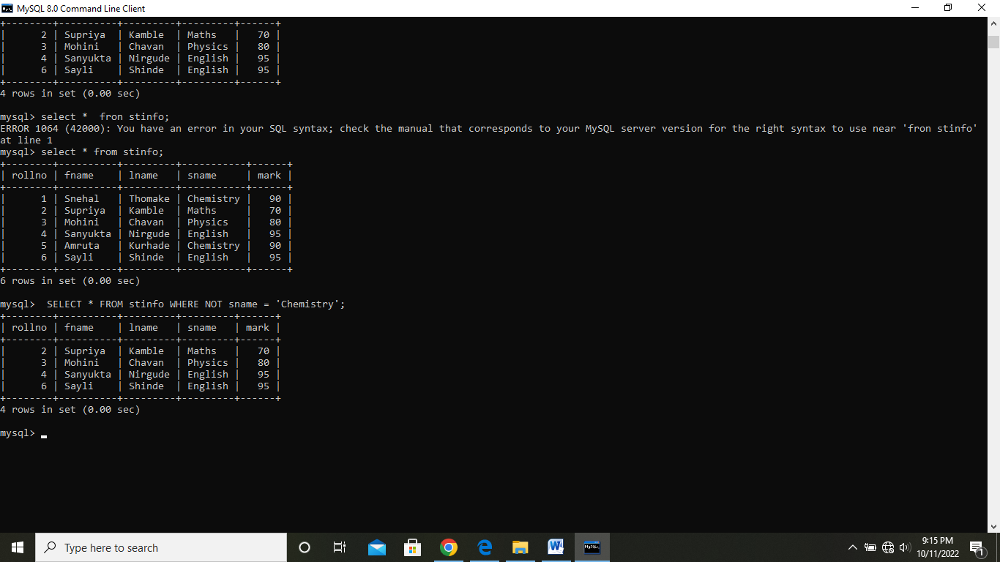 MySQL 8.0 Command Line Client
+--------+----------+---------+---------+------+
|      2 | Supriya  | Kamble  | Maths   |   70 |
|      3 | Mohini   | Chavan  | Physics |   80 |
|      4 | Sanyukta | Nirgude | English |   95 |
|      6 | Sayli    | Shinde  | English |   95 |
+--------+----------+---------+---------+------+
4 rows in set (0.00 sec)
mysql> select *  fron stinfo;
ERROR 1064 (42000): You have an error in your SQL syntax; check the manual that corresponds to your MySQL server version for the right syntax to use near 'fron stinfo'
at line 1
mysql> select * from stinfo;
+--------+----------+---------+-----------+------+
| rollno | fname    | lname   | sname     | mark |
+--------+----------+---------+-----------+------+
|      1 | Snehal   | Thomake | Chemistry |   90 |
|      2 | Supriya  | Kamble  | Maths     |   70 |
|      3 | Mohini   | Chavan  | Physics   |   80 |
|      4 | Sanyukta | Nirgude | English   |   95 |
|      5 | Amruta   | Kurhade | Chemistry |   90 |
|      6 | Sayli    | Shinde  | English   |   95 |
+--------+----------+---------+-----------+------+
6 rows in set (0.00 sec)
mysql>  SELECT * FROM stinfo WHERE NOT sname = 'Chemistry';
+--------+----------+---------+---------+------+
| rollno | fname    | lname   | sname   | mark |
+--------+----------+---------+---------+------+
|      2 | Supriya  | Kamble  | Maths   |   70 |
|      3 | Mohini   | Chavan  | Physics |   80 |
|      4 | Sanyukta | Nirgude | English |   95 |
|      6 | Sayli    | Shinde  | English |   95 |
+--------+----------+---------+---------+------+
4 rows in set (0.00 sec)
mysql> _
Type here to search
9:15 PM
10/11/2022
1